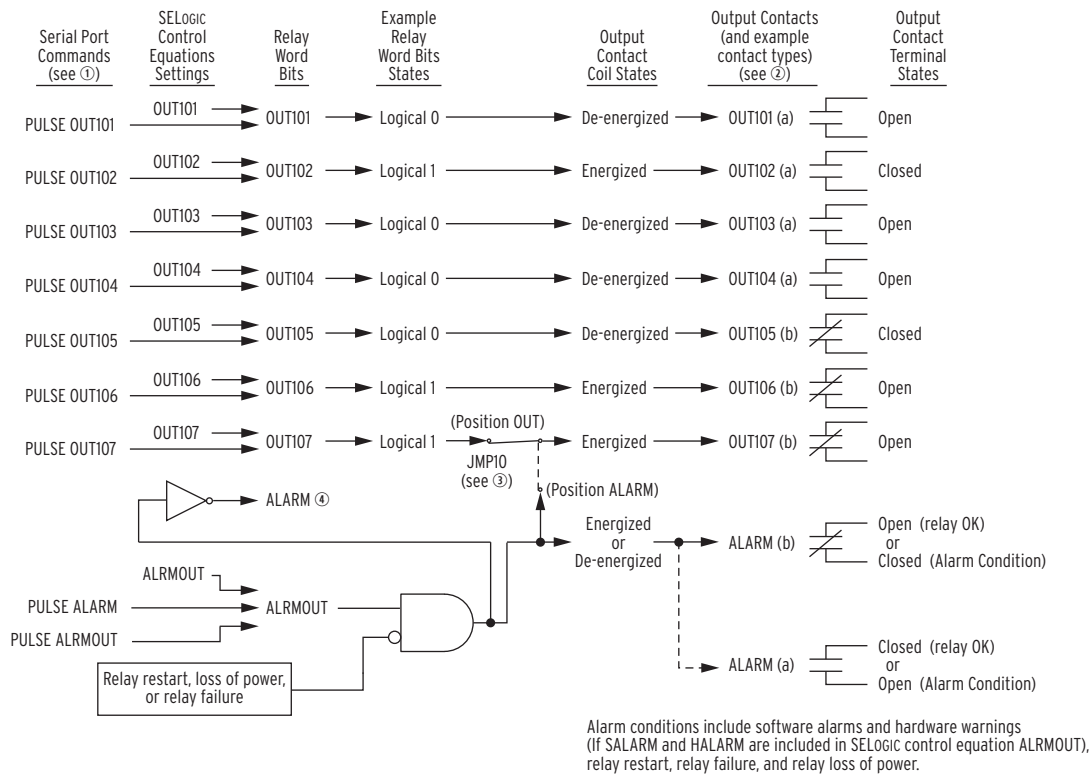 Serial Port
Commands
(see ①)
SELOGIC
Control
Equations
Settings
Relay
Word
Bits
Example
Relay
Word Bits
States
Output
Contact
Coil States
Output Contacts
(and example
contact types)
(see ②)
Output
Contact
Terminal
States
OUT101
PULSE OUT101
OUT101
Logical 0
De-energized
OUT101 (a)
Open
OUT102
PULSE OUT102
OUT102
Logical 1
Energized
OUT102 (a)
Closed
OUT103
PULSE OUT103
OUT103
Logical 0
De-energized
OUT103 (a)
Open
OUT104
PULSE OUT104
OUT104
Logical 0
De-energized
OUT104 (a)
Open
OUT105
PULSE OUT105
OUT105
Logical 0
De-energized
OUT105 (b)
Closed
OUT106
PULSE OUT106
OUT106
Logical 1
Energized
OUT106 (b)
Open
OUT107
PULSE OUT107
OUT107
Logical 1
(Position OUT)
JMP10
(see ③)
(Position ALARM)
Energized
OUT107 (b)
Open
ALARM ④
Energized
or
De-energized
ALARM (b)
Open (relay OK)
or
Closed (Alarm Condition)
ALRMOUT
PULSE ALARM
ALRMOUT
PULSE ALRMOUT
Relay restart, loss of power,
or relay failure
ALARM (a)
Closed (relay OK)
or
Open (Alarm Condition)
Alarm conditions include software alarms and hardware warnings
(If SALARM and HALARM are included in SELOGIC control equation ALRMOUT),
relay restart, relay failure, and relay loss of power.